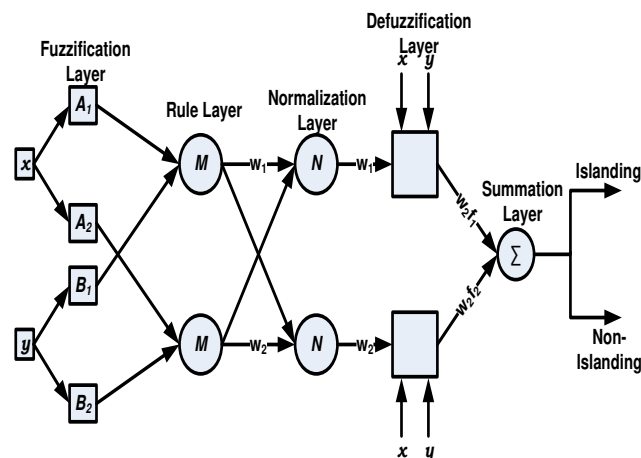 Defuzzification
Layer
x y
Fuzzification
Layer
A1
Rule Layer
Normalization
Layer
x
M
w1
N
w1
Summation
Layer
Islanding
A2
w2f1
B1
Σ
w2f2
y
M
w2
N
w2
Non-
Islanding
B2
x y